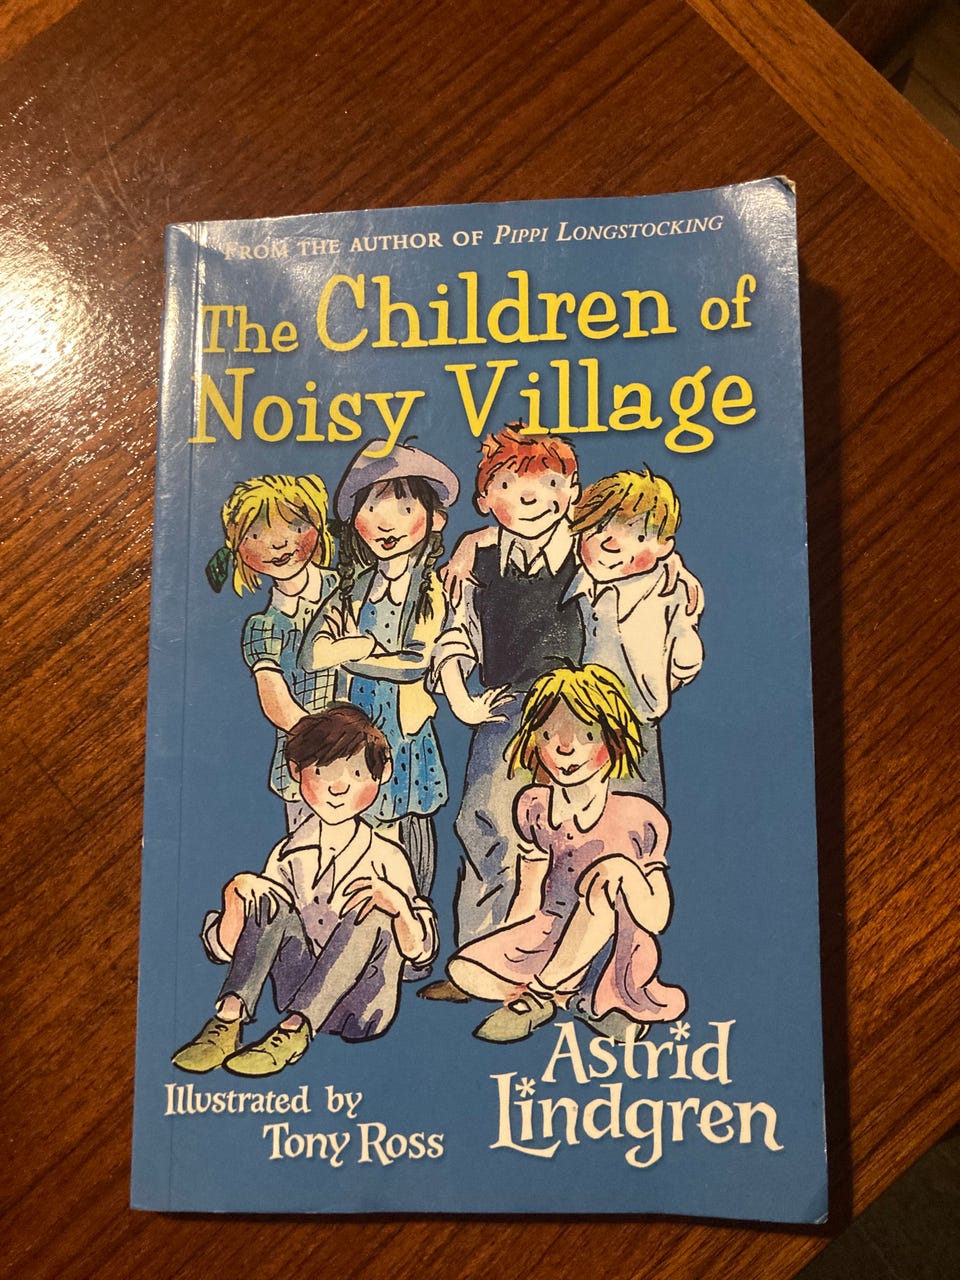 FROM THE AUTHOR OF PIPPI LONGSTOCKING
The Children of
Noisy Village
Illustrated by
Tony Ross
Astrid
Lindgren